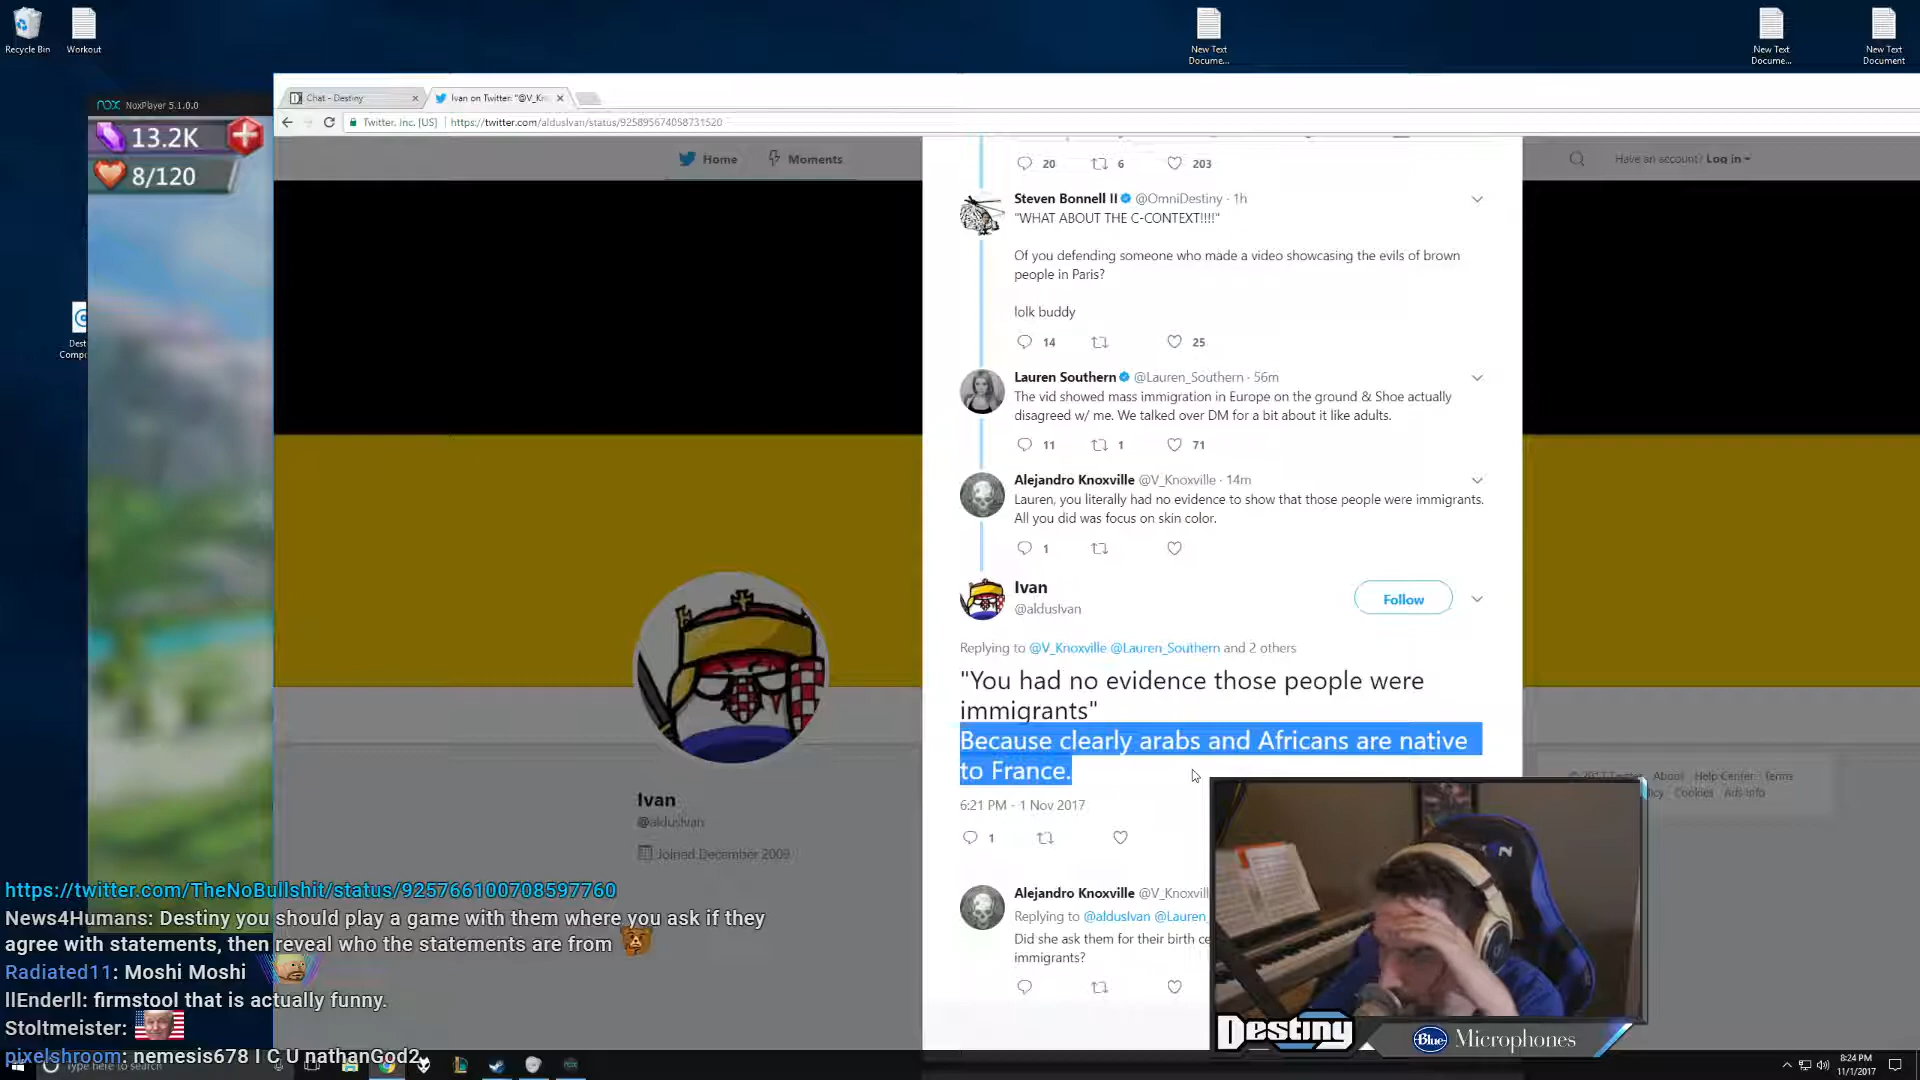 Recycle Bin
Workout
New Text
Docume...
New Text
Docume...
New Text
Document
NOX NoxPlayer 5.1.0.0
Chat - Destiny
Ivan on Twitter: "@V_Kn
Twitter, Inc. [US]
https://twitter.com/aldusIvan/status/925895674058731520
13.2K
8/120
Home
Moments
Have an account? Log in
20
6
203
Steven Bonnell II @OmniDestiny · 1h
"WHAT ABOUT THE C-CONTEXT!!!!"
Of you defending someone who made a video showcasing the evils of brown
people in Paris?
lolk buddy
14
25
Lauren Southern @Lauren_Southern · 56m
The vid showed mass immigration in Europe on the ground & Shoe actually
disagreed w/ me. We talked over DM for a bit about it like adults.
11
1
71
Alejandro Knoxville @V_Knoxville · 14m
Lauren, you literally had no evidence to show that those people were immigrants.
All you did was focus on skin color.
1
Ivan
@aldusIvan
Follow
Replying to @V_Knoxville @Lauren_Southern and 2 others
"You had no evidence those people were
immigrants"
Because clearly arabs and Africans are native
to France.
6:21 PM - 1 Nov 2017
1
Alejandro Knoxville @V_Knoxvill
Replying to @aldusIvan @Lauren_
Did she ask them for their birth ce
immigrants?
Dest
Comp
Ivan
@aldusIvan
Joined December 2009
About Help Center Terms
Cookies Ads info
https://twitter.com/TheNoBullshit/status/925766100708597760
News4Humans: Destiny you should play a game with them where you ask if they
agree with statements, then reveal who the statements are from
Radiated11: Moshi Moshi
llEnderll: firmstool that is actually funny.
Stoltmeister:
pixelshroom: nemesis678 I C U nathanGod2
Type here to search
Destiny
Blue Microphones
8:24 PM
11/1/2017